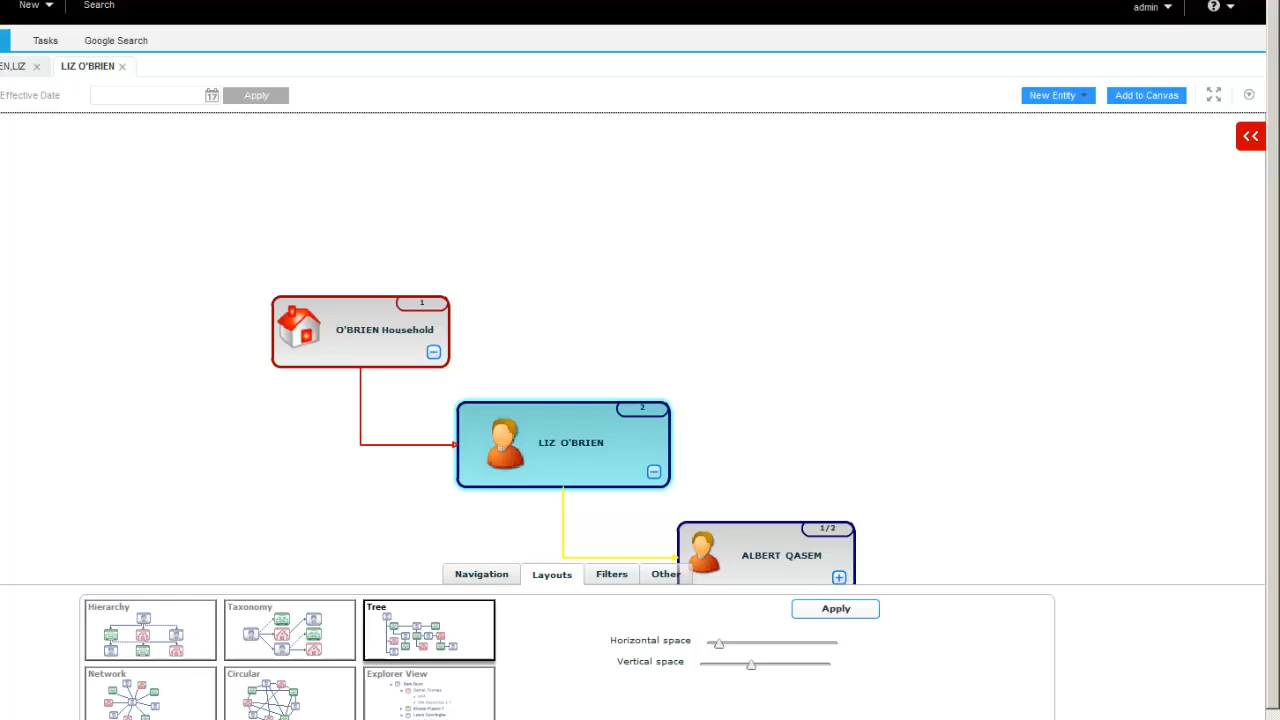 New Search admin ?
Tasks Google Search
EN,LIZ LIZ O'BRIEN
Effective Date 17 Apply New Entity Add to Canvas
1
O'BRIEN Household
2
LIZ O'BRIEN
1/2
ALBERT QASEM
Navigation Layouts Filters Other
Hierarchy Taxonomy Tree
Apply
Horizontal space
Vertical space
Network Circular Explorer View